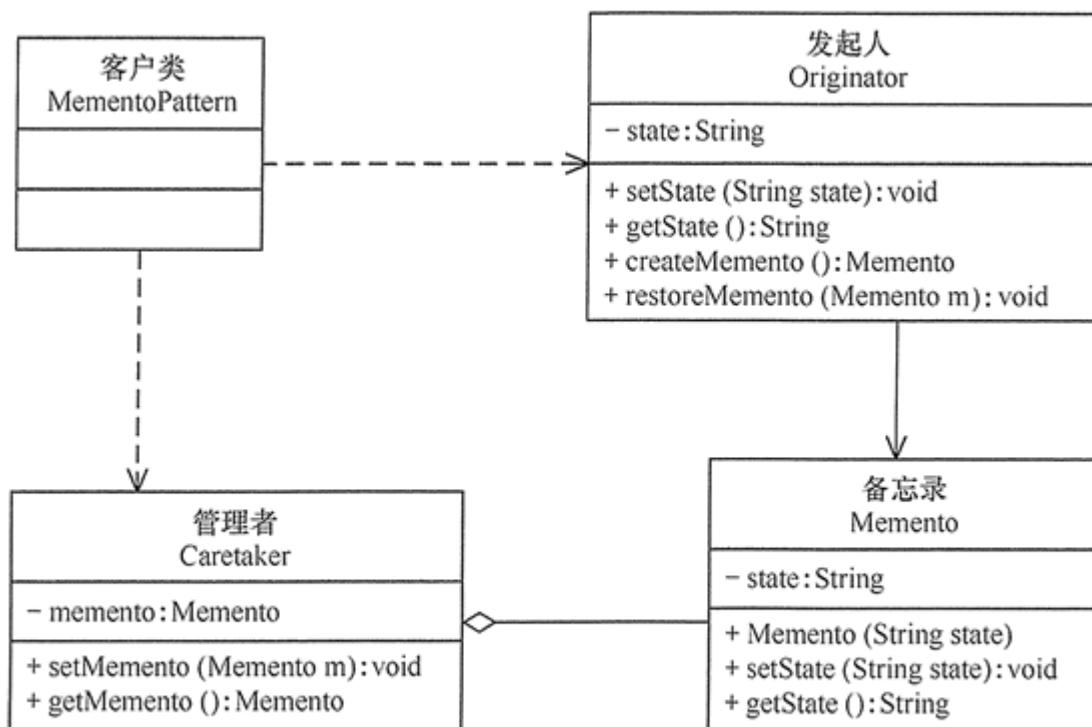 客户类
MementoPattern
发起人
Originator
− state:String
+ setState (String state):void
+ getState ():String
+ createMemento ():Memento
+ restoreMemento (Memento m):void
管理者
Caretaker
− memento:Memento
+ setMemento (Memento m):void
+ getMemento ():Memento
备忘录
Memento
− state:String
+ Memento (String state)
+ setState (String state):void
+ getState ():String